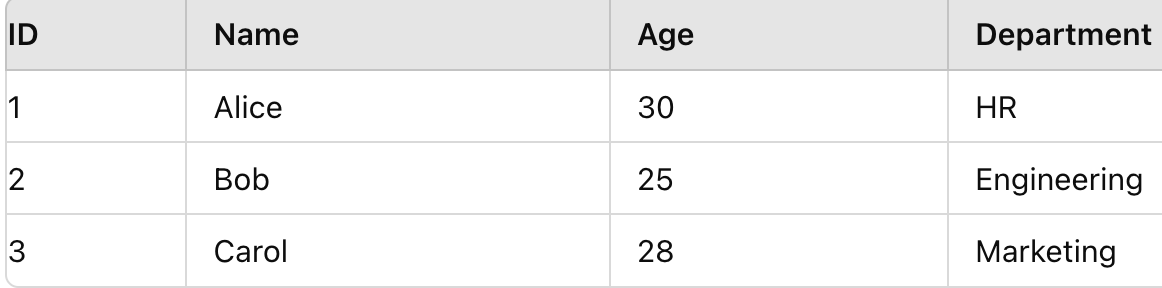 ID Name Age Department
1 Alice 30 HR
2 Bob 25 Engineering
3 Carol 28 Marketing